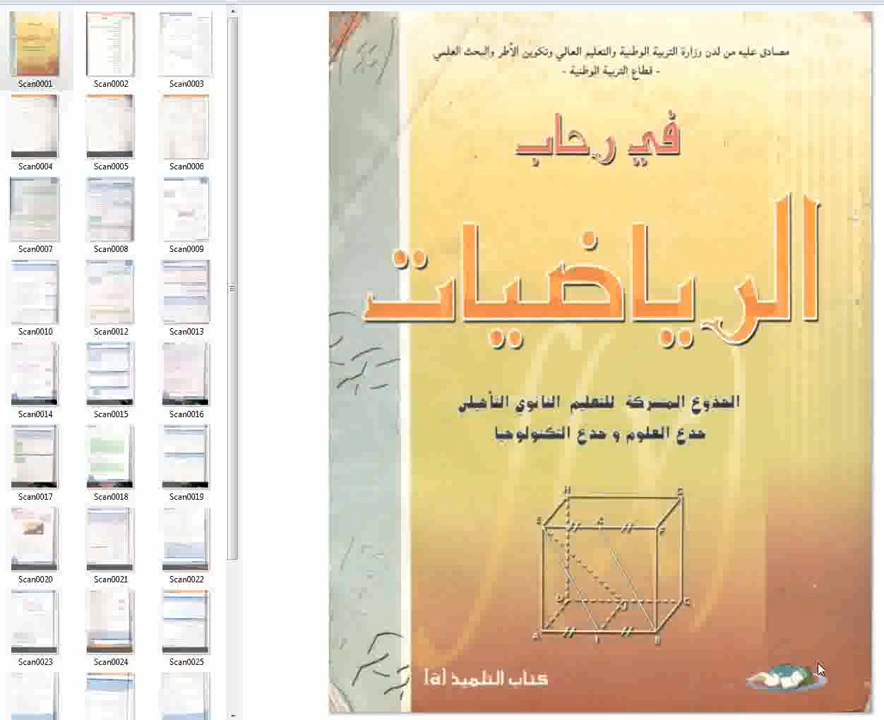 Scan0001 Scan0002 Scan0003
Scan0004 Scan0005 Scan0006
Scan0007 Scan0008 Scan0009
Scan0010 Scan0012 Scan0013
Scan0014 Scan0015 Scan0016
Scan0017 Scan0018 Scan0019
Scan0020 Scan0021 Scan0022
Scan0023 Scan0024 Scan0025
مصادق عليه من لدن وزارة التربية الوطنية والتعليم العالي وتكوين الأطر والبحث العلمي
- قطاع التربية الوطنية -
في رحاب
الرياضيات
الجذوع المشتركة للتعليم الثانوي التأهيلي
جذع العلوم و جذع التكنولوجيا
H
E F
A B
كتاب التلميذ (ة)